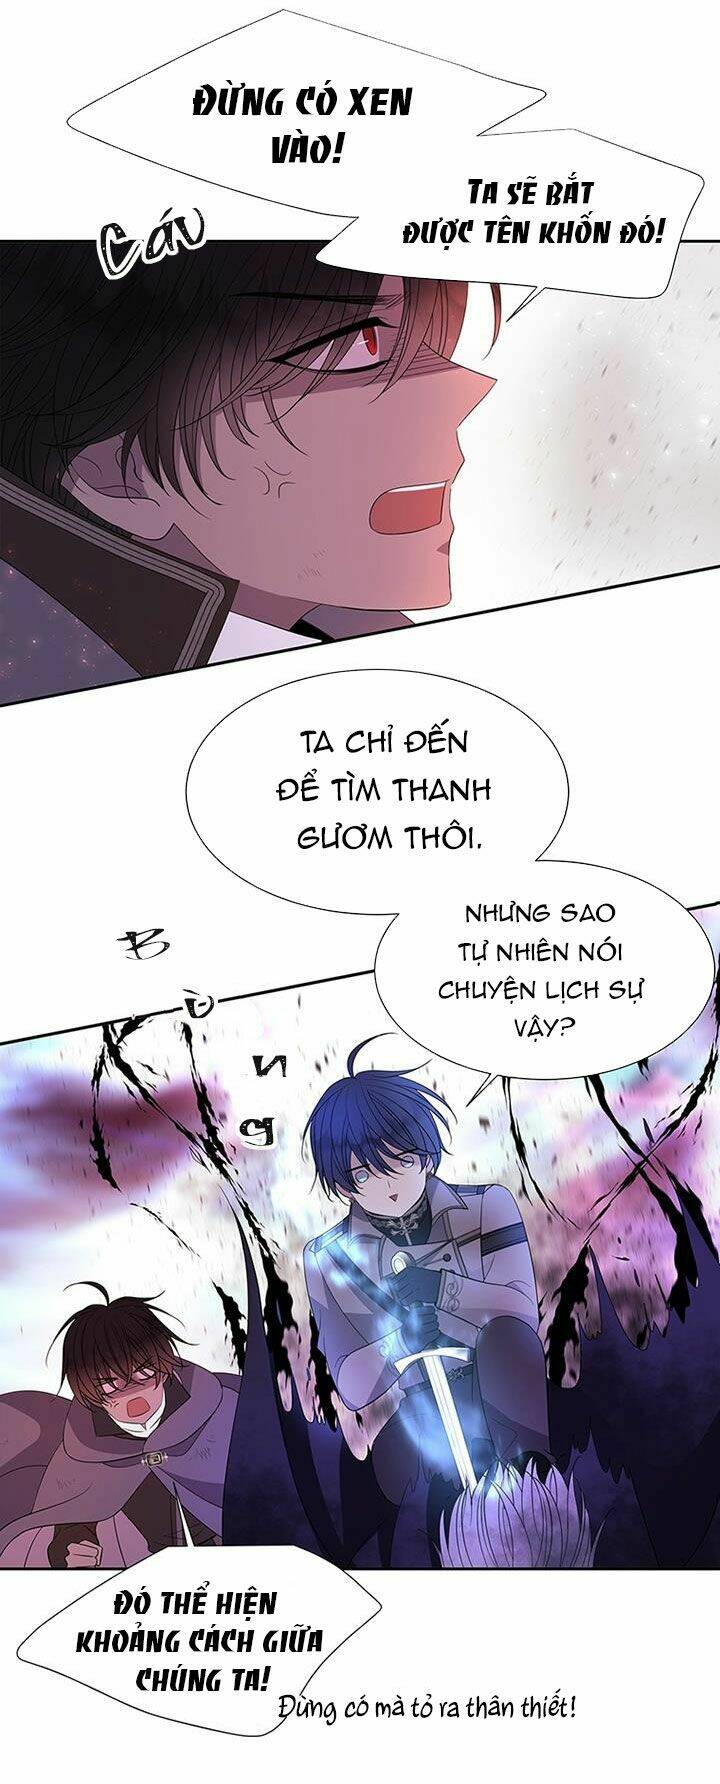 ĐỪNG CÓ XEN
VÀO!
TA SẼ BẮT
ĐƯỢC TÊN KHỐN ĐÓ!
Cáu
TA CHỈ ĐẾN
ĐỂ TÌM THANH
GƯƠM THÔI.
NHƯNG SAO
TỰ NHIÊN NÓI
CHUYỆN LỊCH SỰ
VẬY?
BÙNG
ĐÓ THỂ HIỆN
KHOẢNG CÁCH GIỮA
CHÚNG TA!
Đừng có mà tỏ ra thân thiết!